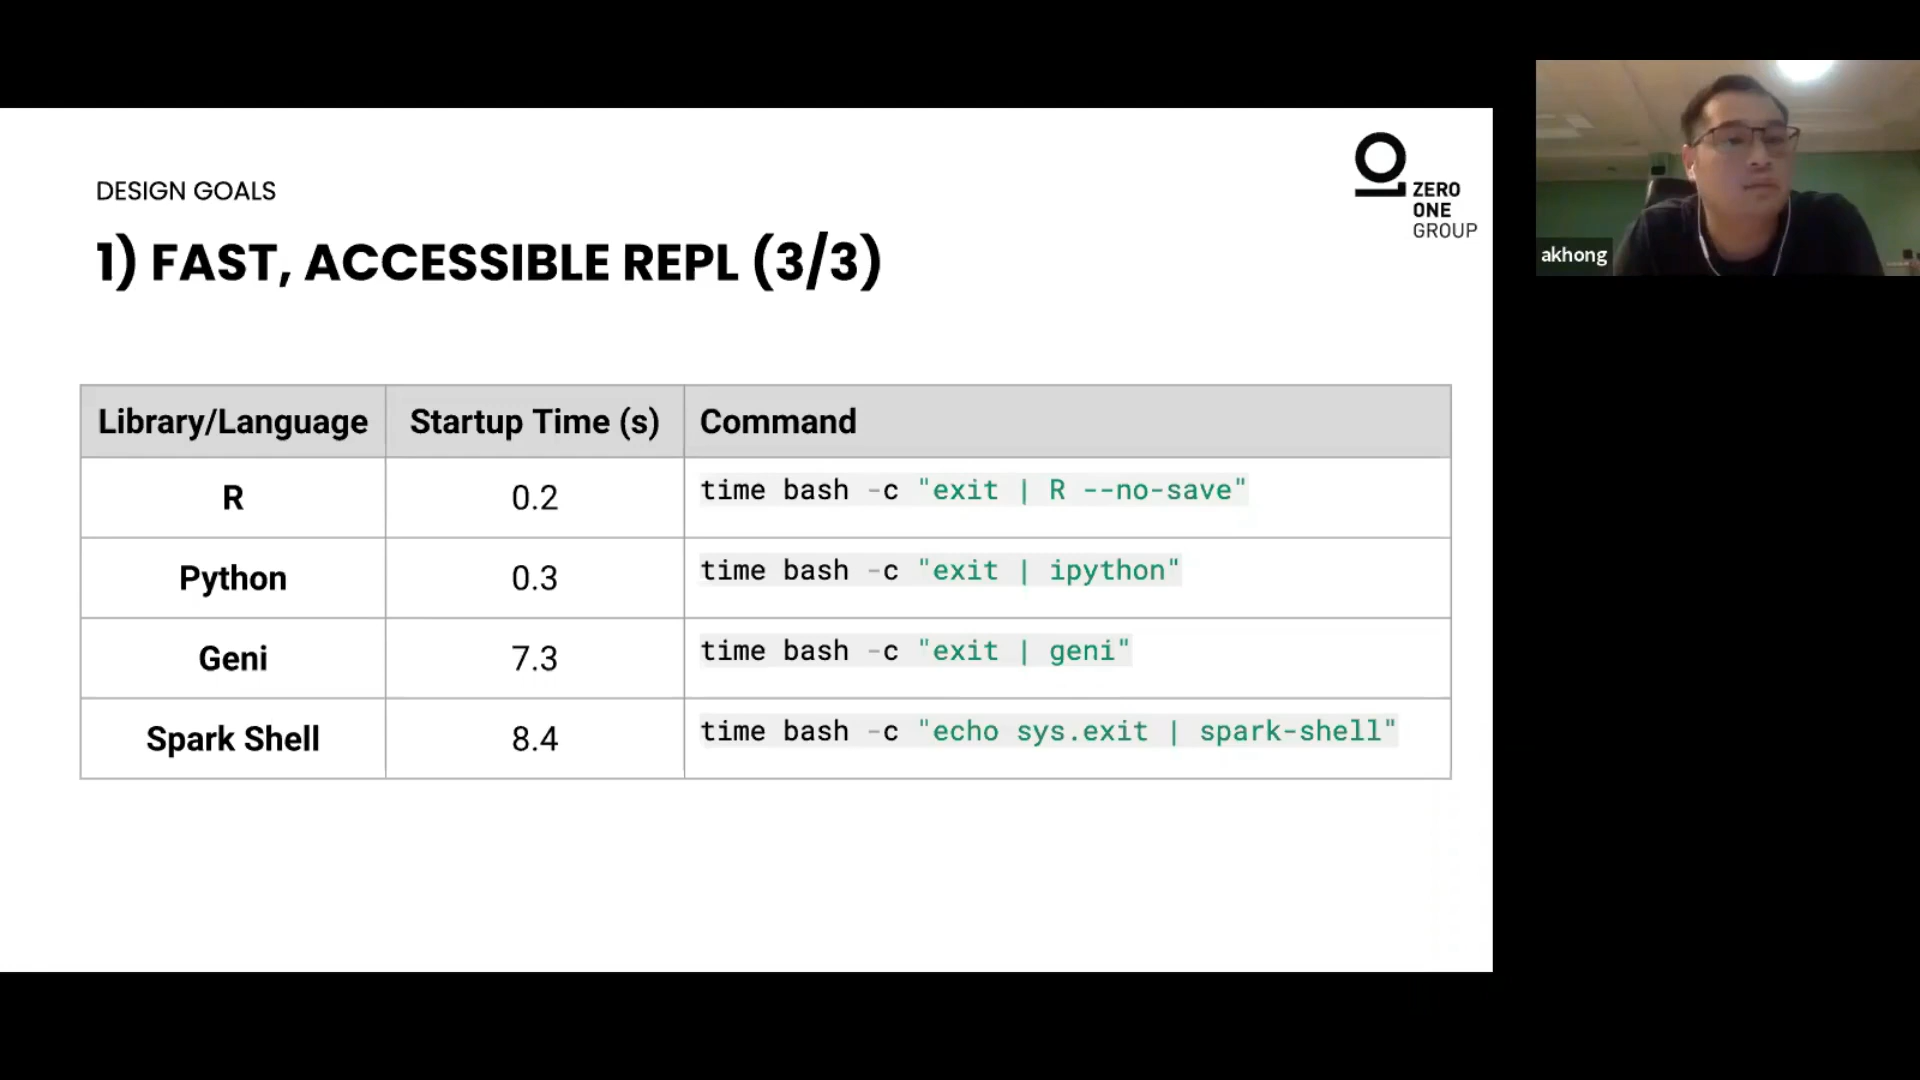 DESIGN GOALS
1) FAST, ACCESSIBLE REPL (3/3)
ZERO
ONE
GROUP
akhong
Library/Language Startup Time (s) Command
R 0.2 time bash -c "exit | R --no-save"
Python 0.3 time bash -c "exit | ipython"
Geni 7.3 time bash -c "exit | geni"
Spark Shell 8.4 time bash -c "echo sys.exit | spark-shell"